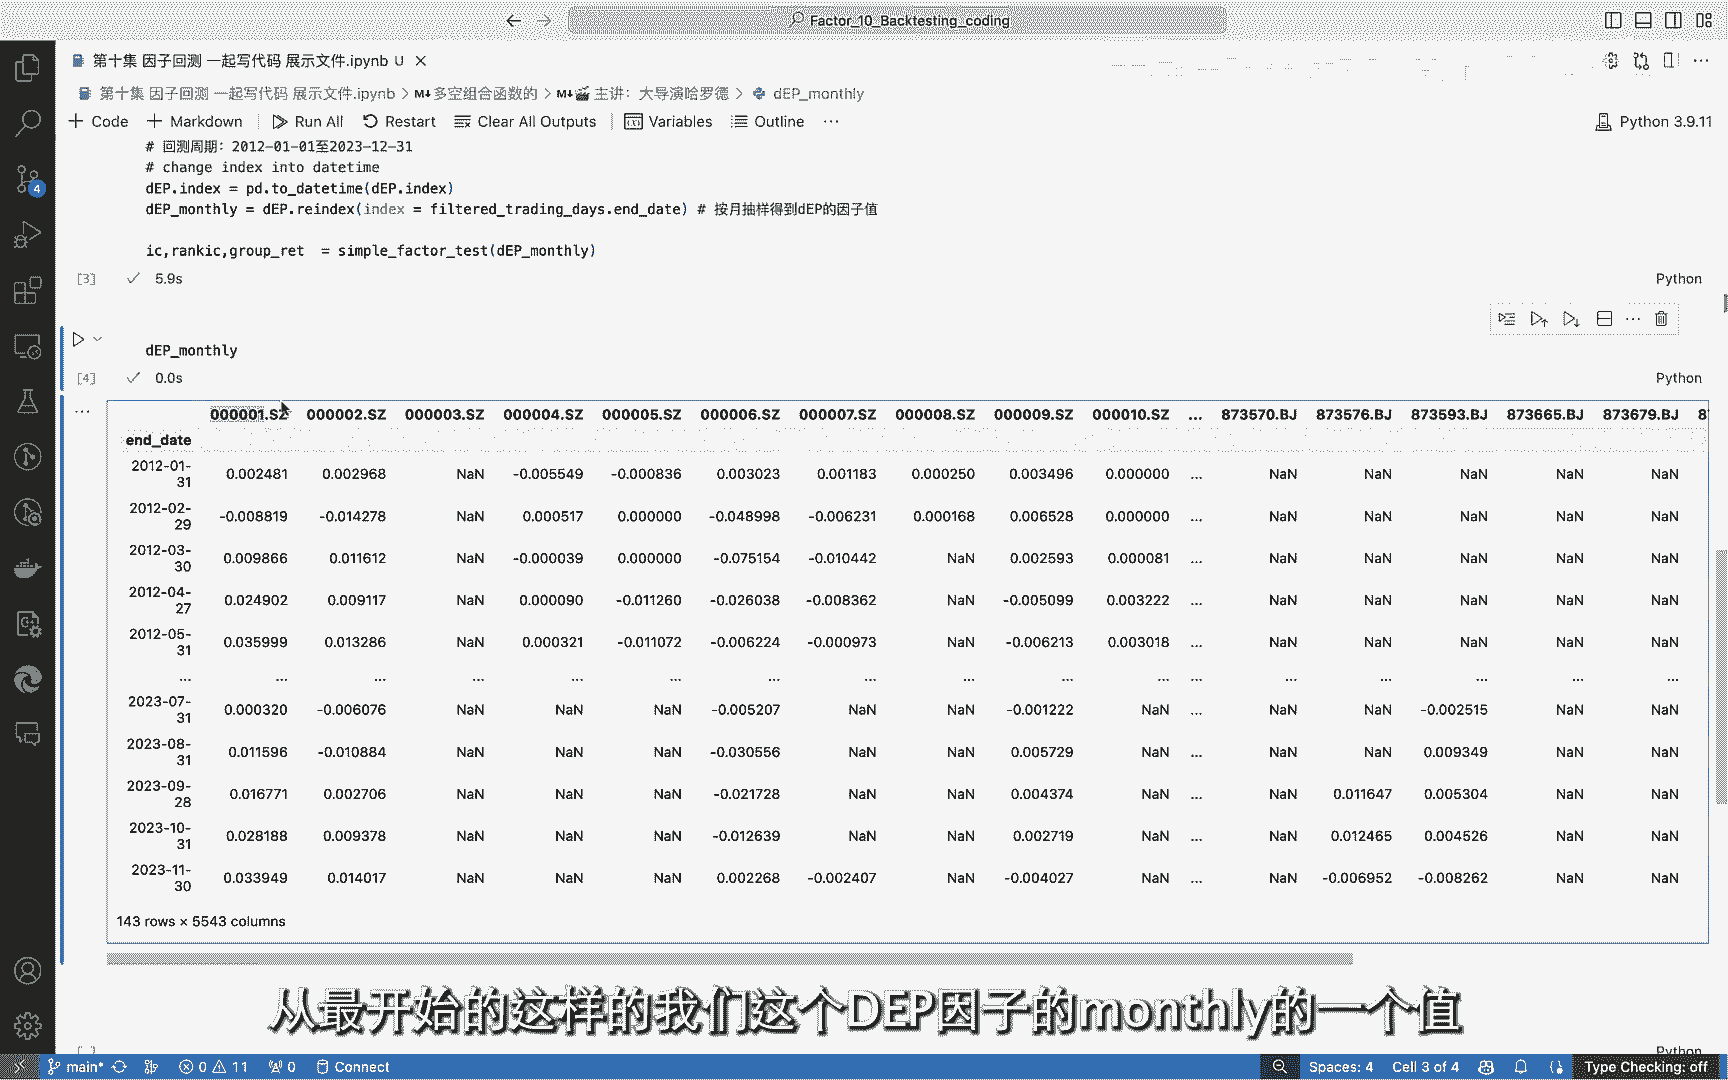 Factor_10_Backtesting_coding
第十集 因子回测 一起写代码 展示文件.ipynb U
第十集 因子回测 一起写代码 展示文件.ipynb > M↓多空组合函数的 > M↓🎬 主讲：大导演哈罗德 > dEP_monthly
+ Code + Markdown Run All Restart Clear All Outputs Variables Outline ... Python 3.9.11
# 回测周期：2012-01-01至2023-12-31
# change index into datetime
dEP.index = pd.to_datetime(dEP.index)
dEP_monthly = dEP.reindex(index = filtered_trading_days.end_date) # 按月抽样得到dEP的因子值
ic,rankic,group_ret = simple_factor_test(dEP_monthly)
[3] ✓ 5.9s Python
dEP_monthly
[4] ✓ 0.0s Python
000001.SZ 000002.SZ 000003.SZ 000004.SZ 000005.SZ 000006.SZ 000007.SZ 000008.SZ 000009.SZ 000010.SZ ... 873570.BJ 873576.BJ 873593.BJ 873665.BJ 873679.BJ 8
end_date
2012-01-31 0.002481 0.002968 NaN -0.005549 -0.000836 0.003023 0.001183 0.000250 0.003496 0.000000 ... NaN NaN NaN NaN NaN
2012-02-29 -0.008819 -0.014278 NaN 0.000517 0.000000 -0.048998 -0.006231 0.000168 0.006528 0.000000 ... NaN NaN NaN NaN NaN
2012-03-30 0.009866 0.011612 NaN -0.000039 0.000000 -0.075154 -0.010442 NaN 0.002593 0.000081 ... NaN NaN NaN NaN NaN
2012-04-27 0.024902 0.009117 NaN 0.000090 -0.011260 -0.026038 -0.008362 NaN -0.005099 0.003222 ... NaN NaN NaN NaN NaN
2012-05-31 0.035999 0.013286 NaN 0.000321 -0.011072 -0.006224 -0.000973 NaN -0.006213 0.003018 ... NaN NaN NaN NaN NaN
... ... ... ... ... ... ... ... ... ... ... ... ... ... ... ... ...
2023-07-31 0.000320 -0.006076 NaN NaN NaN -0.005207 NaN NaN -0.001222 NaN ... NaN NaN -0.002515 NaN NaN
2023-08-31 0.011596 -0.010884 NaN NaN NaN -0.030556 NaN NaN 0.005729 NaN ... NaN NaN 0.009349 NaN NaN
2023-09-28 0.016771 0.002706 NaN NaN NaN -0.021728 NaN NaN 0.004374 NaN ... NaN 0.011647 0.005304 NaN NaN
2023-10-31 0.028188 0.009378 NaN NaN NaN -0.012639 NaN NaN 0.002719 NaN ... NaN 0.012465 0.004526 NaN NaN
2023-11-30 0.033949 0.014017 NaN NaN NaN 0.002268 -0.002407 NaN -0.004027 NaN ... NaN -0.006952 -0.008262 NaN NaN
143 rows × 5543 columns
从最开始的这样的我们这个DEP因子的monthly的一个值
Python
main* 0 11 0 Connect Spaces: 4 Cell 3 of 4 Type Checking: off
4